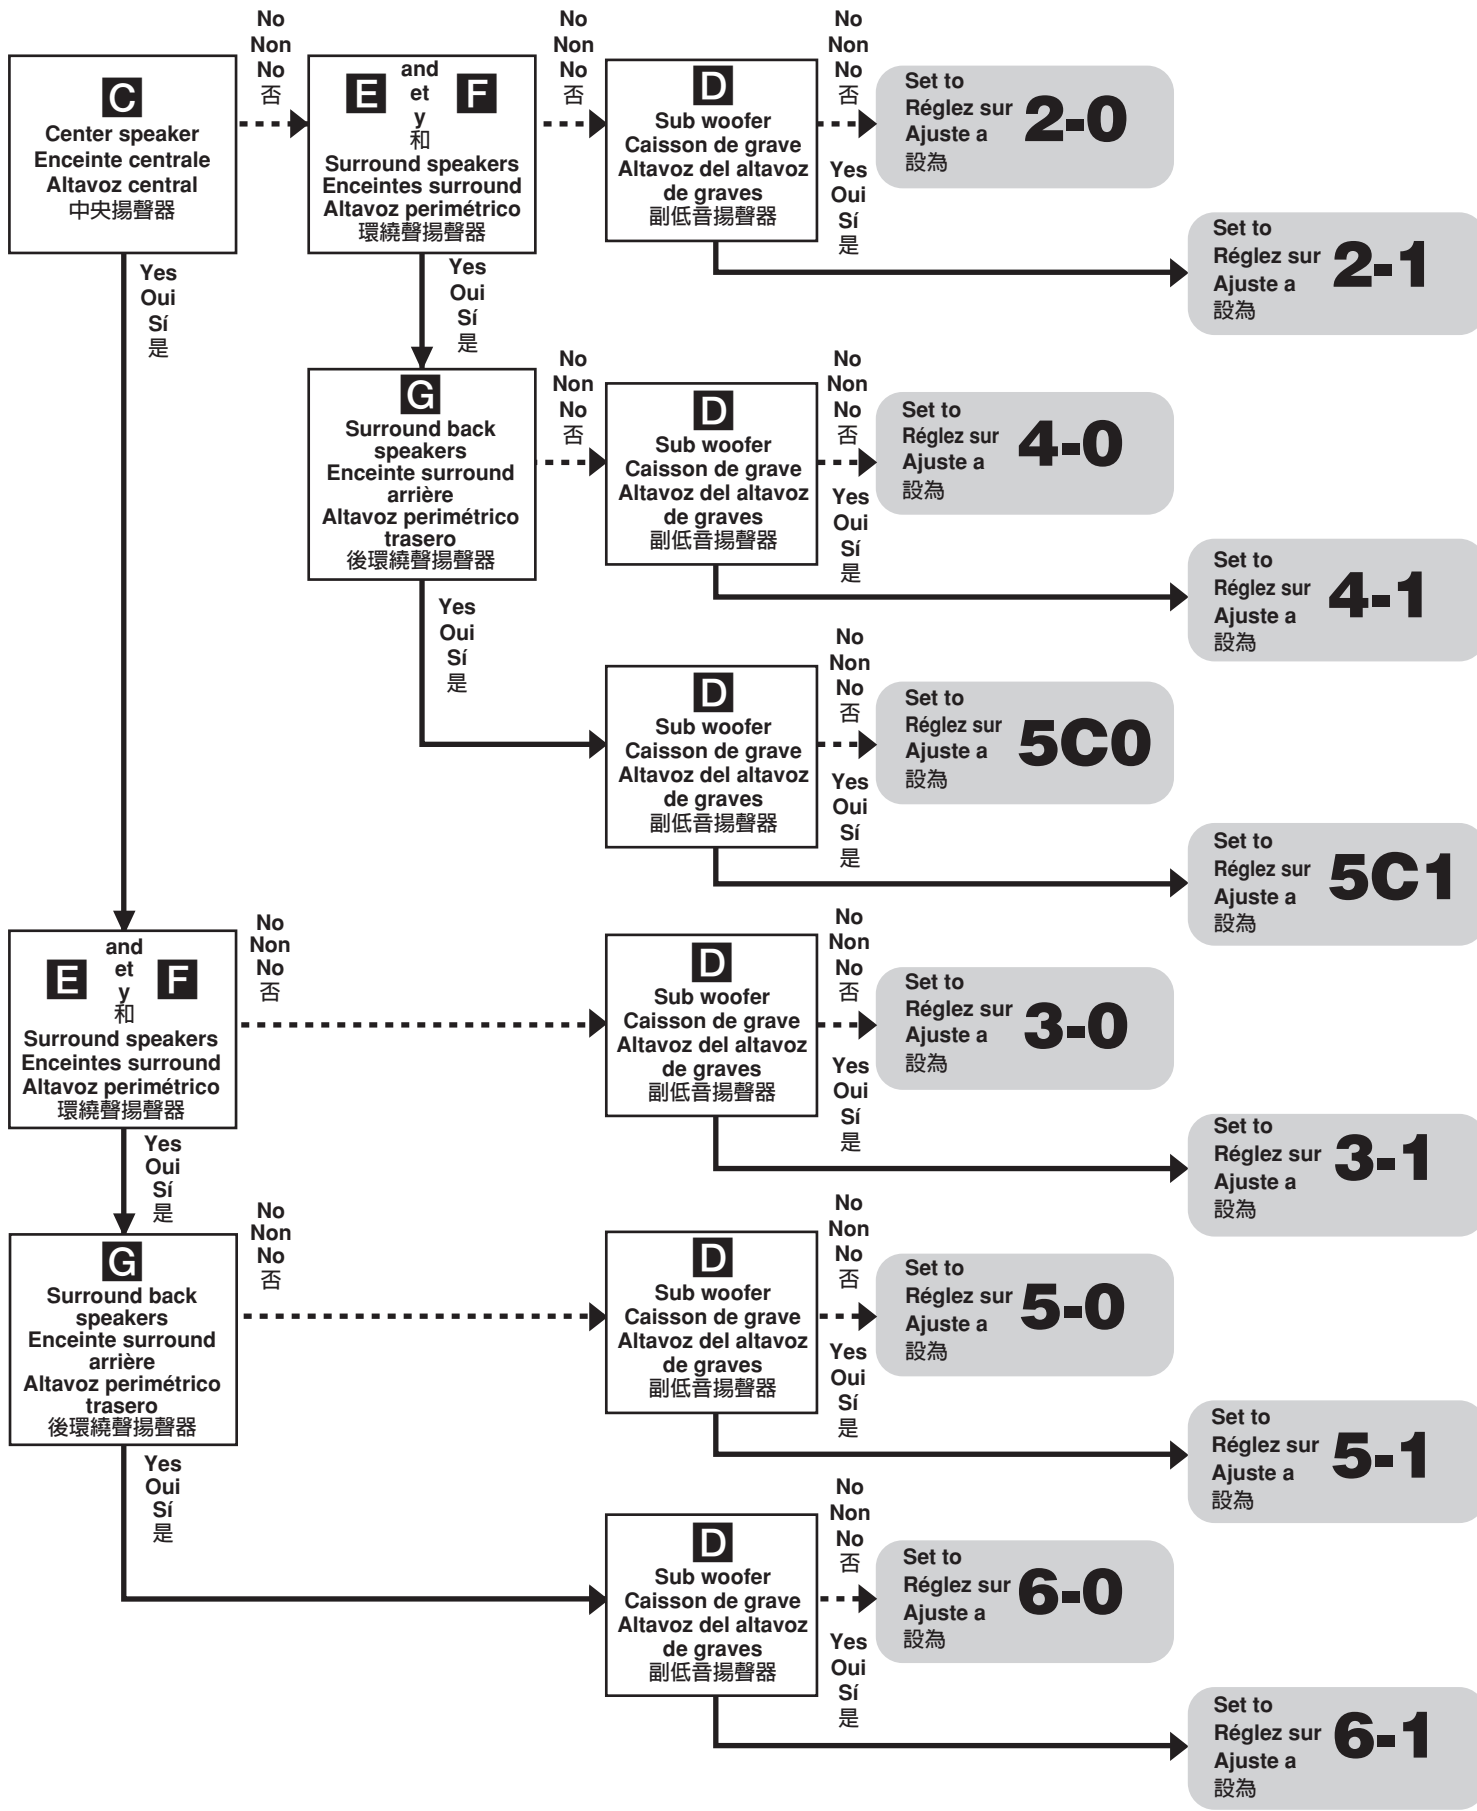 C
Center speaker
Enceinte centrale
Altavoz central
中央揚聲器
No
Non
No
否
Yes
Oui
Sí
是
E and F
et
y
和
Surround speakers
Enceintes surround
Altavoz perimétrico
環繞聲揚聲器
No
Non
No
否
Yes
Oui
Sí
是
D
Sub woofer
Caisson de grave
Altavoz del altavoz
de graves
副低音揚聲器
No
Non
No
否
Yes
Oui
Sí
是
Set to
Réglez sur
Ajuste a
設為
2-0
Set to
Réglez sur
Ajuste a
設為
2-1
G
Surround back
speakers
Enceinte surround
arrière
Altavoz perimétrico
trasero
後環繞聲揚聲器
No
Non
No
否
Yes
Oui
Sí
是
D
Sub woofer
Caisson de grave
Altavoz del altavoz
de graves
副低音揚聲器
No
Non
No
否
Yes
Oui
Sí
是
Set to
Réglez sur
Ajuste a
設為
4-0
Set to
Réglez sur
Ajuste a
設為
4-1
D
Sub woofer
Caisson de grave
Altavoz del altavoz
de graves
副低音揚聲器
No
Non
No
否
Yes
Oui
Sí
是
Set to
Réglez sur
Ajuste a
設為
5C0
Set to
Réglez sur
Ajuste a
設為
5C1
E and F
et
y
和
Surround speakers
Enceintes surround
Altavoz perimétrico
環繞聲揚聲器
No
Non
No
否
Yes
Oui
Sí
是
D
Sub woofer
Caisson de grave
Altavoz del altavoz
de graves
副低音揚聲器
No
Non
No
否
Yes
Oui
Sí
是
Set to
Réglez sur
Ajuste a
設為
3-0
Set to
Réglez sur
Ajuste a
設為
3-1
G
Surround back
speakers
Enceinte surround
arrière
Altavoz perimétrico
trasero
後環繞聲揚聲器
No
Non
No
否
Yes
Oui
Sí
是
D
Sub woofer
Caisson de grave
Altavoz del altavoz
de graves
副低音揚聲器
No
Non
No
否
Yes
Oui
Sí
是
Set to
Réglez sur
Ajuste a
設為
5-0
Set to
Réglez sur
Ajuste a
設為
5-1
D
Sub woofer
Caisson de grave
Altavoz del altavoz
de graves
副低音揚聲器
No
Non
No
否
Yes
Oui
Sí
是
Set to
Réglez sur
Ajuste a
設為
6-0
Set to
Réglez sur
Ajuste a
設為
6-1